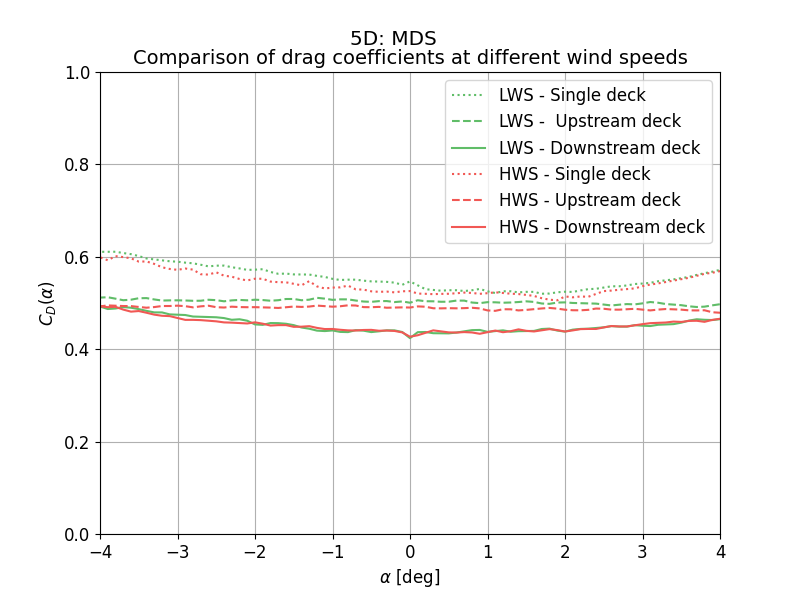 5D: MDS
Comparison of drag coefficients at different wind speeds
1.0
0.8
0.6
0.4
0.2
0.0
C_D(α)
LWS - Single deck
LWS -  Upstream deck
LWS - Downstream deck
HWS - Single deck
HWS - Upstream deck
HWS - Downstream deck
−4 −3 −2 −1 0 1 2 3 4
α [deg]